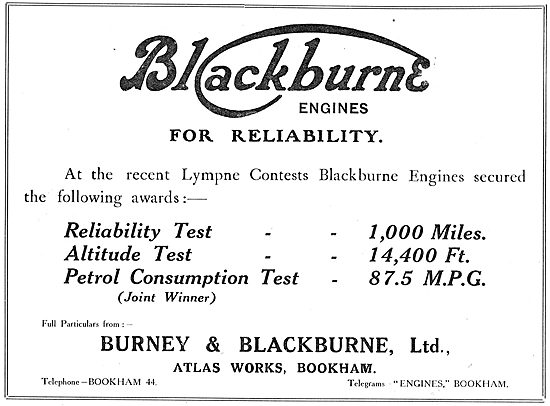 Blackburne
ENGINES
FOR RELIABILITY.
At the recent Lympne Contests Blackburne Engines secured
the following awards:—
Reliability Test - - 1,000 Miles.
Altitude Test - - 14,400 Ft.
Petrol Consumption Test - 87.5 M.P.G.
(Joint Winner)
Full Particulars from:—
BURNEY & BLACKBURNE, Ltd.,
ATLAS WORKS, BOOKHAM.
Telephone—BOOKHAM 44. Telegrams—"ENGINES," BOOKHAM.